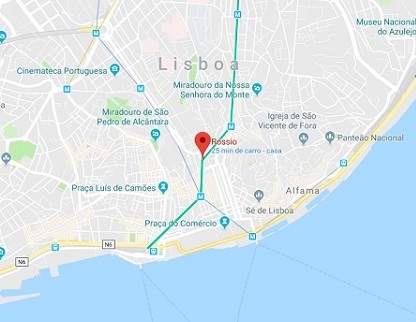 Museu Nacional
do Azulejo
Lisboa
Cinemateca Portuguesa
M
Miradouro da Nossa
Senhora do Monte
M
Miradouro de São
Pedro de Alcântara
M
Igreja de São
Vicente de Fora
Panteão Nacional
Rossio
25 min de carro - casa
Praça Luís de Camões
Alfama
Sé de Lisboa
Praça do Comércio
M
M
N6
N6